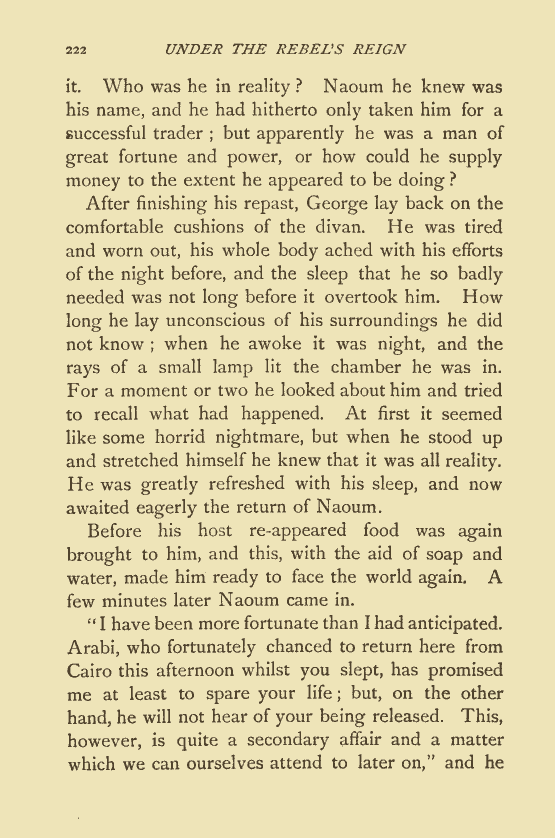 222 UNDER THE REBEL'S REIGN
it. Who was he in reality? Naoum he knew was
his name, and he had hitherto only taken him for a
successful trader; but apparently he was a man of
great fortune and power, or how could he supply
money to the extent he appeared to be doing?
After finishing his repast, George lay back on the
comfortable cushions of the divan. He was tired
and worn out, his whole body ached with his efforts
of the night before, and the sleep that he so badly
needed was not long before it overtook him. How
long he lay unconscious of his surroundings he did
not know; when he awoke it was night, and the
rays of a small lamp lit the chamber he was in.
For a moment or two he looked about him and tried
to recall what had happened. At first it seemed
like some horrid nightmare, but when he stood up
and stretched himself he knew that it was all reality.
He was greatly refreshed with his sleep, and now
awaited eagerly the return of Naoum.
Before his host re-appeared food was again
brought to him, and this, with the aid of soap and
water, made him ready to face the world again. A
few minutes later Naoum came in.
"I have been more fortunate than I had anticipated.
Arabi, who fortunately chanced to return here from
Cairo this afternoon whilst you slept, has promised
me at least to spare your life; but, on the other
hand, he will not hear of your being released. This,
however, is quite a secondary affair and a matter
which we can ourselves attend to later on," and he